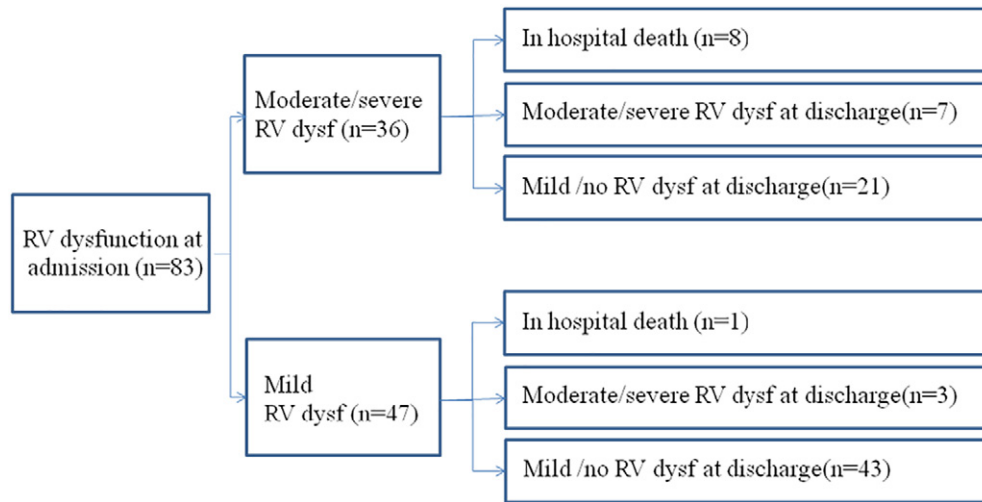 RV dysfunction at
admission (n=83)
Moderate/severe
RV dysf (n=36)
In hospital death (n=8)
Moderate/severe RV dysf at discharge(n=7)
Mild /no RV dysf at discharge(n=21)
Mild
RV dysf (n=47)
In hospital death (n=1)
Moderate/severe RV dysf at discharge(n=3)
Mild /no RV dysf at discharge(n=43)